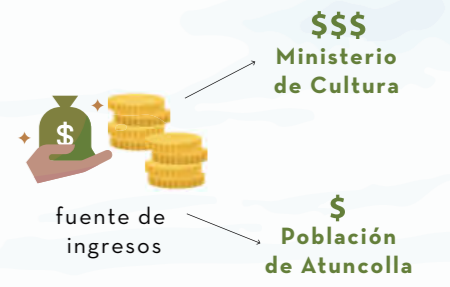 $$$
Ministerio
de Cultura
$
fuente de
ingresos
$
Población
de Atuncolla